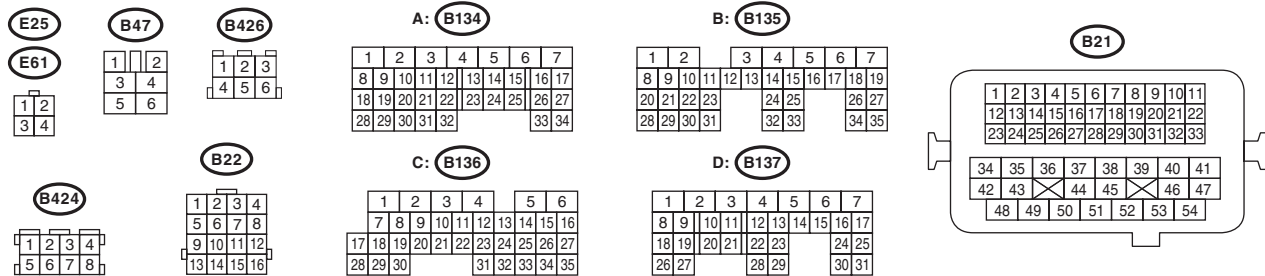 E25
E61
1 2
3 4
B47
1 2
3 4
5 6
B426
1 2 3
4 5 6
B424
1 2 3 4
5 6 7 8
B22
1 2 3 4
5 6 7 8
9 10 11 12
13 14 15 16
A: B134
1 2 3 4 5 6 7
8 9 10 11 12 13 14 15 16 17
18 19 20 21 22 23 24 25 26 27
28 29 30 31 32 33 34
C: B136
1 2 3 4 5 6
7 8 9 10 11 12 13 14 15 16
17 18 19 20 21 22 23 24 25 26 27
28 29 30 31 32 33 34 35
B: B135
1 2 3 4 5 6 7
8 9 10 11 12 13 14 15 16 17 18 19
20 21 22 23 24 25 26 27
28 29 30 31 32 33 34 35
D: B137
1 2 3 4 5 6 7
8 9 10 11 12 13 14 15 16 17
18 19 20 21 22 23 24 25
26 27 28 29 30 31
B21
1 2 3 4 5 6 7 8 9 10 11
12 13 14 15 16 17 18 19 20 21 22
23 24 25 26 27 28 29 30 31 32 33
34 35 36 37 38 39 40 41
42 43 44 45 46 47
48 49 50 51 52 53 54